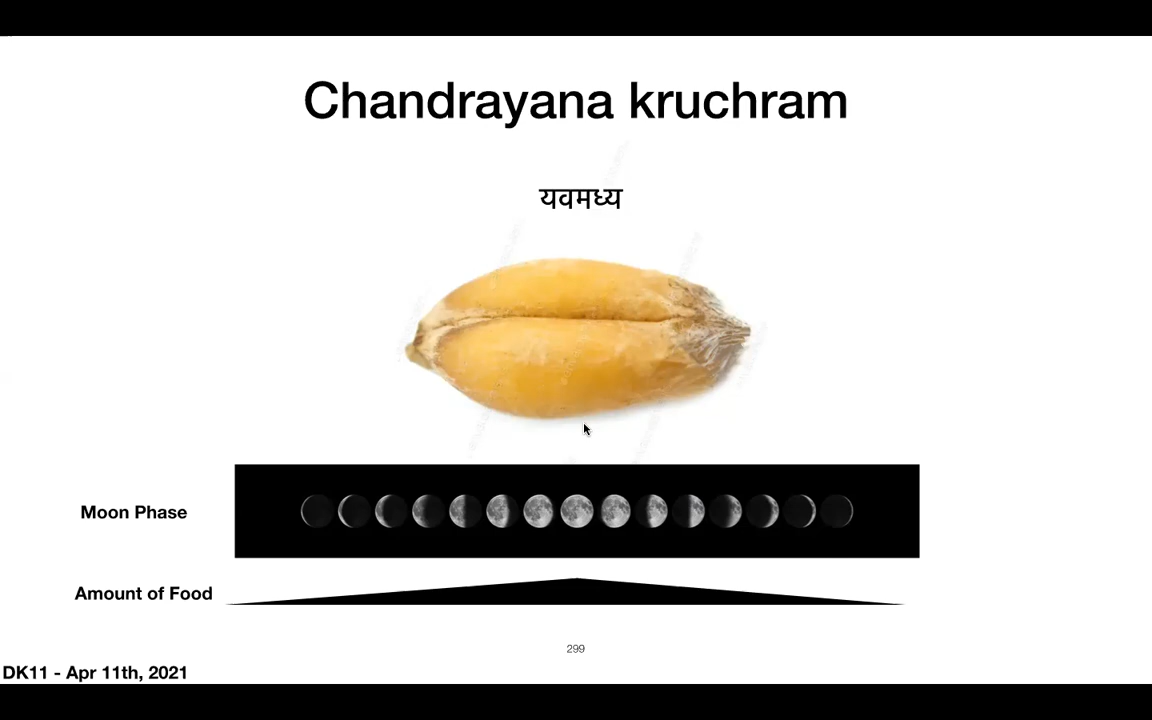 Chandrayana kruchram
यवमध्य
Moon Phase
Amount of Food
299
DK11 - Apr 11th, 2021